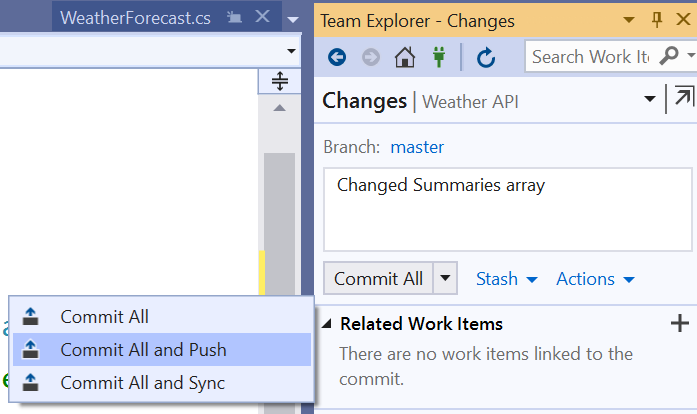 WeatherForecast.cs
Team Explorer - Changes
Search Work Ite
Changes | Weather API
Branch: master
Changed Summaries array
Commit All
Stash
Actions
Related Work Items
There are no work items linked to the
commit.
Commit All
Commit All and Push
Commit All and Sync